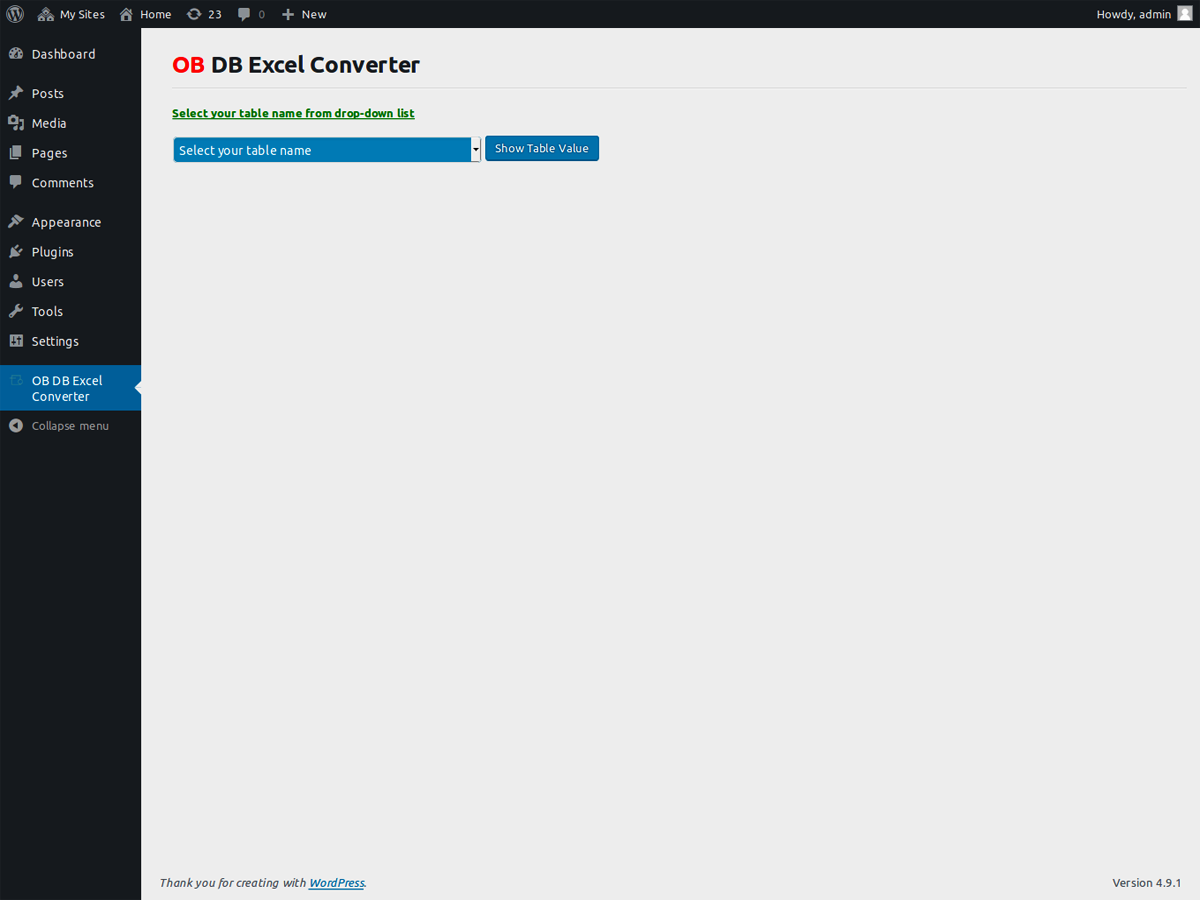 My Sites Home 23 0 New Howdy, admin
Dashboard
Posts
Media
Pages
Comments
Appearance
Plugins
Users
Tools
Settings
OB DB Excel
Converter
Collapse menu
OB DB Excel Converter
Select your table name from drop-down list
Select your table name Show Table Value
Thank you for creating with WordPress. Version 4.9.1